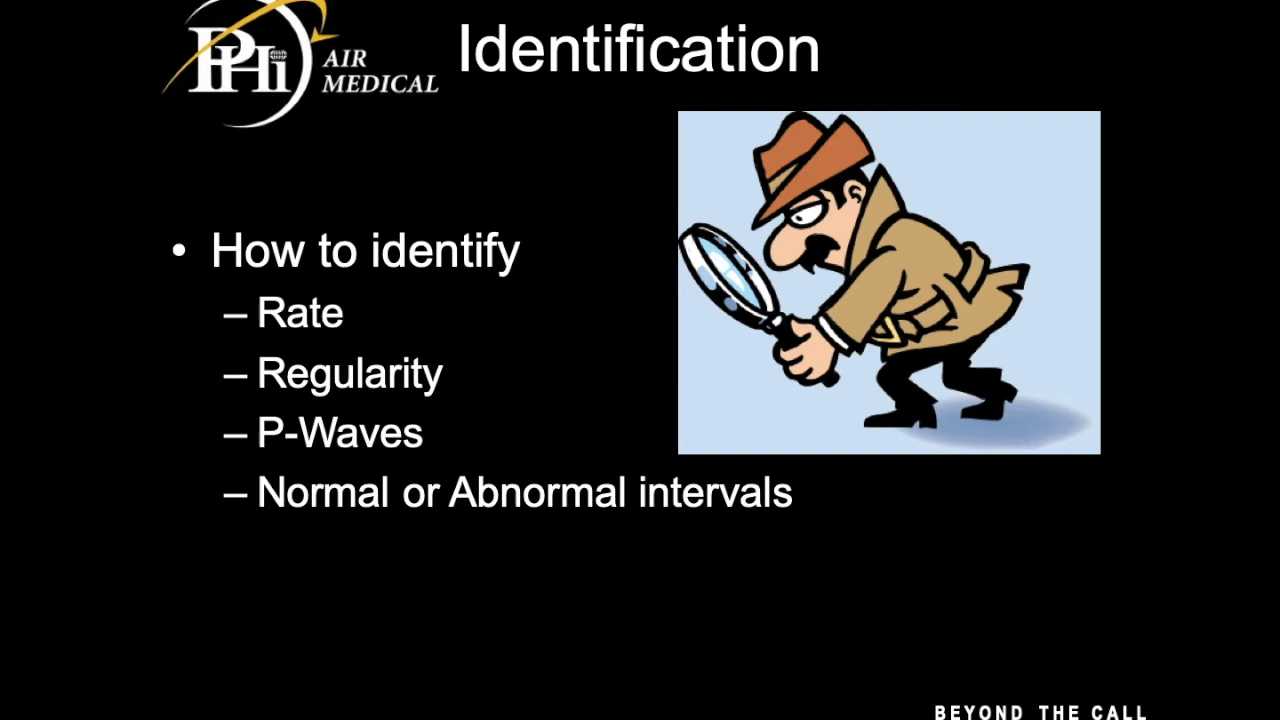 PHi AIR
MEDICAL
Identification
• How to identify
– Rate
– Regularity
– P-Waves
– Normal or Abnormal intervals
BEYOND THE CALL